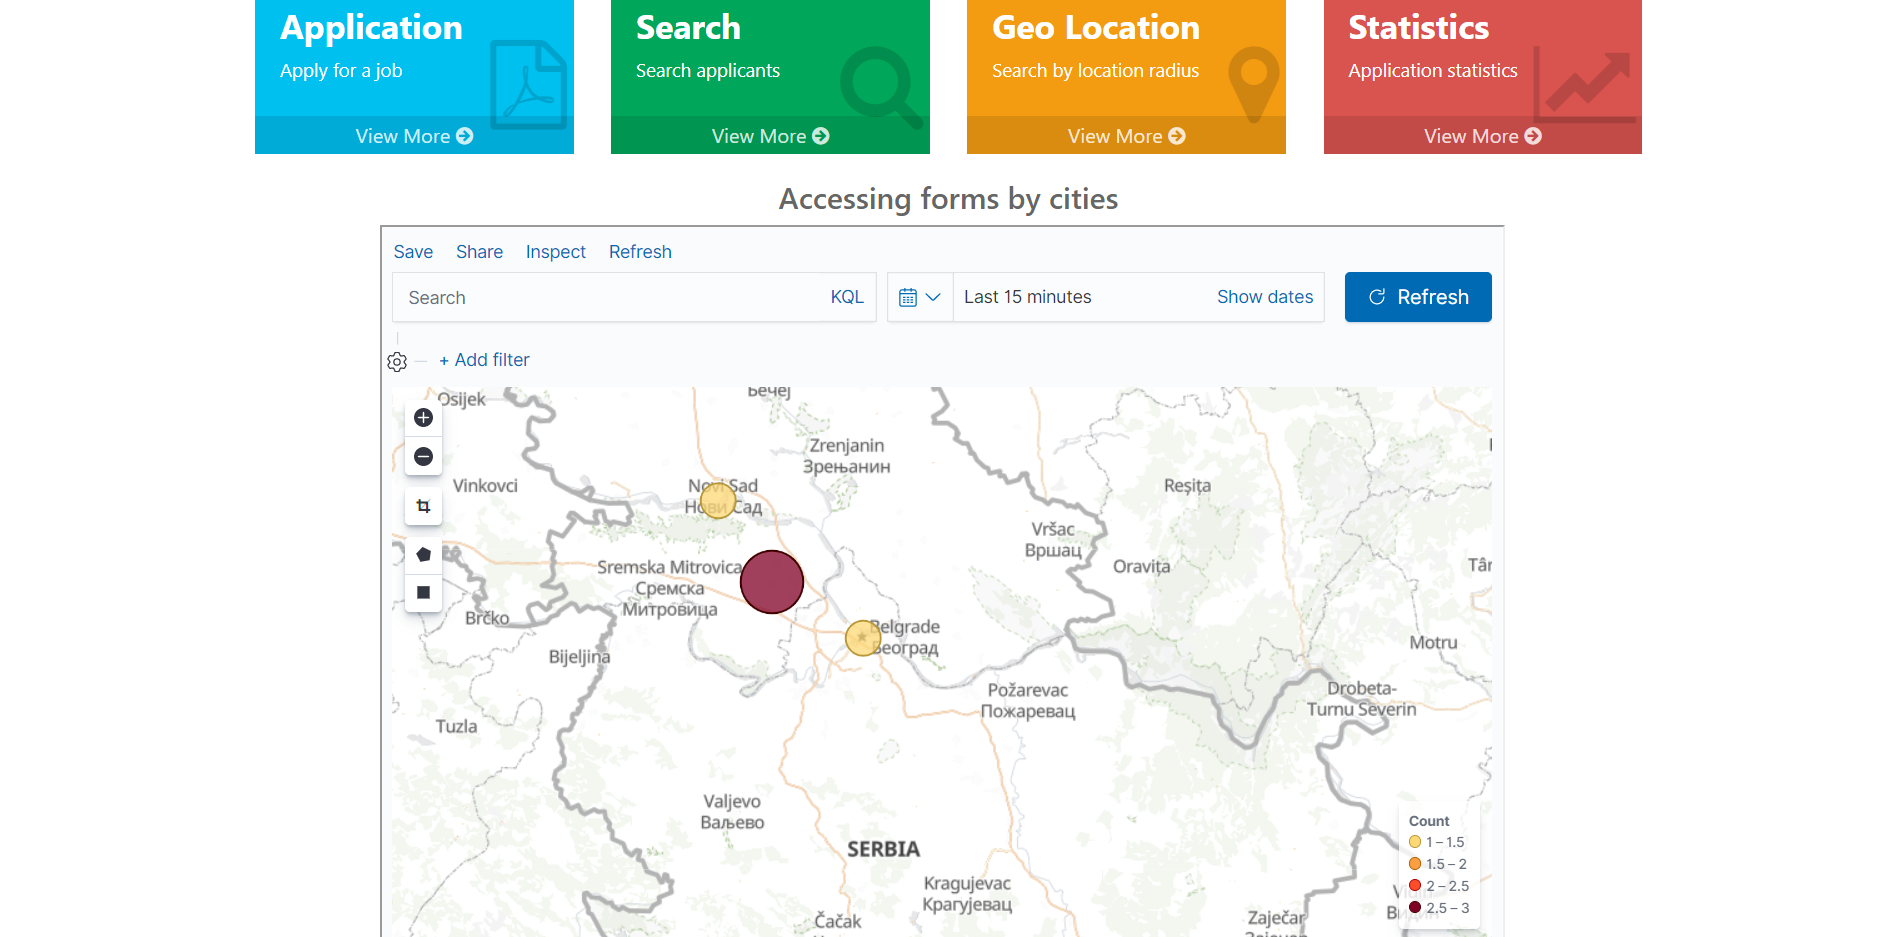 Application
Apply for a job
View More
Search
Search applicants
View More
Geo Location
Search by location radius
View More
Statistics
Application statistics
View More
Accessing forms by cities
Save Share Inspect Refresh
Search KQL
Last 15 minutes Show dates
Refresh
+ Add filter
Osijek
Бечеј
Zrenjanin
Зрењанин
Vinkovci
Novi Sad
Нови Сад
Reșița
Vršac
Вршац
Sremska Mitrovica
Сремска
Митровица
Oravița
Brčko
Belgrade
Београд
Bijeljina
Motru
Požarevac
Пожаревац
Drobeta-
Turnu Severin
Tuzla
Valjevo
Ваљево
SERBIA
Kragujevac
Крагујевац
Čačak
Zaječar
Count
1 – 1.5
1.5 – 2
2 – 2.5
2.5 – 3